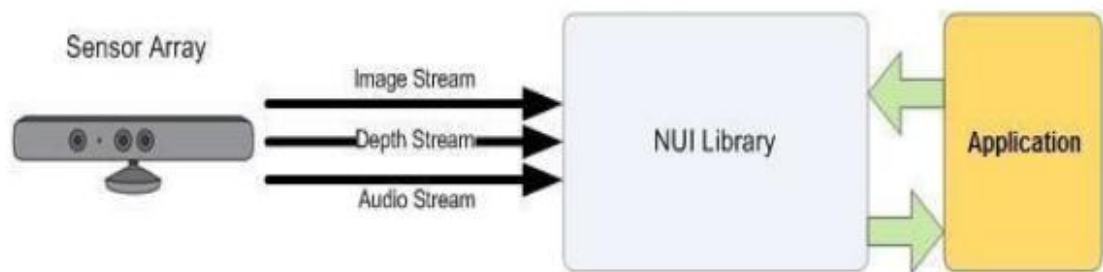 Sensor Array
Image Stream
Depth Stream
Audio Stream
NUI Library
Application